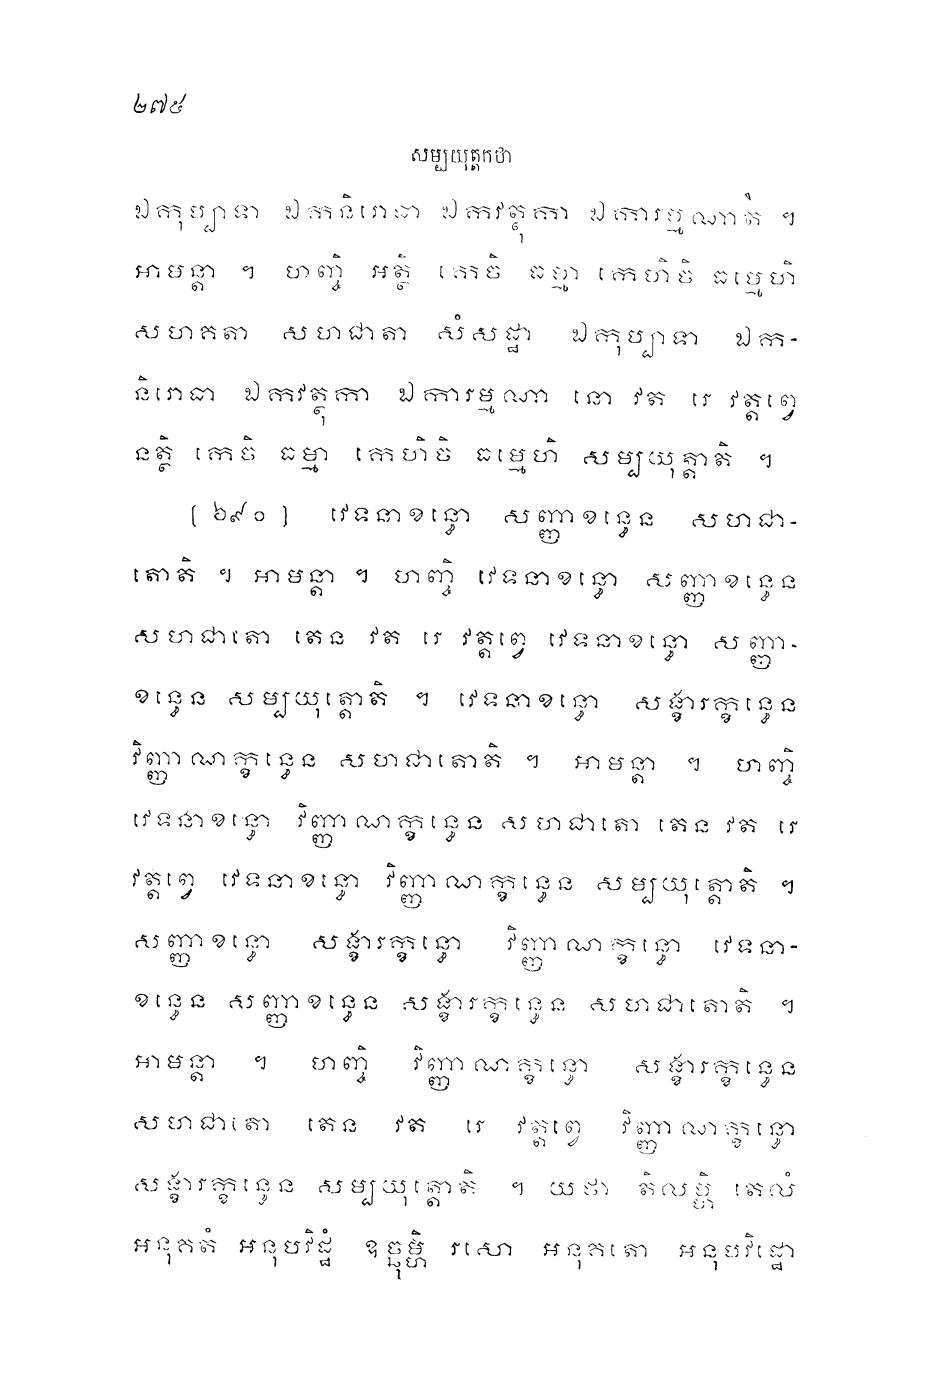 ២៧៥
សម្បយុត្តកថា
ឯកុប្បាទា ឯកនិរោធា ឯកវត្ថុកា ឯការម្មណាតិ ។
អាមន្តា ។ ហញ្ចិ អត្ថិ កេចិ ធម្មា កេហិចិ ធម្មេហិ
សហគតា សហជាតា សំសដ្ឋា ឯកុប្បាទា ឯក-
និរោធា ឯកវត្ថុកា ឯការម្មណា នោ វត រេ វត្តព្វេ
នត្ថិ កេចិ ធម្មា កេហិចិ ធម្មេហិ សម្បយុត្តាតិ ។
[ ៦៩០ ] វេទនាខន្ធោ សញ្ញាខន្ធេន សហជា-
តោតិ ។ អាមន្តា ។ ហញ្ចិ វេទនាខន្ធោ សញ្ញាខន្ធេន
សហជាតោ តេន វត រេ វត្តព្វេ វេទនាខន្ធោ សញ្ញា-
ខន្ធេន សម្បយុត្តោតិ ។ វេទនាខន្ធោ សង្ខារក្ខន្ធេន
វិញ្ញាណក្ខន្ធេន សហជាតោតិ ។ អាមន្តា ។ ហញ្ចិ
វេទនាខន្ធោ វិញ្ញាណក្ខន្ធេន សហជាតោ តេន វត រេ
វត្តព្វេ វេទនាខន្ធោ វិញ្ញាណក្ខន្ធេន សម្បយុត្តោតិ ។
សញ្ញាខន្ធោ សង្ខារក្ខន្ធោ វិញ្ញាណក្ខន្ធោ វេទនា-
ខន្ធេន សញ្ញាខន្ធេន សង្ខារក្ខន្ធេន សហជាតោតិ ។
អាមន្តា ។ ហញ្ចិ វិញ្ញាណក្ខន្ធោ សង្ខារក្ខន្ធេន
សហជាតោ តេន វត រេ វត្តព្វេ វិញ្ញាណក្ខន្ធោ
សង្ខារក្ខន្ធេន សម្បយុត្តោតិ ។ យថា តិលម្ហិ តេលំ
អនុគតំ អនុបវិដ្ឋំ ឧច្ឆុម្ហិ រសោ អនុគតោ អនុបវិដ្ឋោ